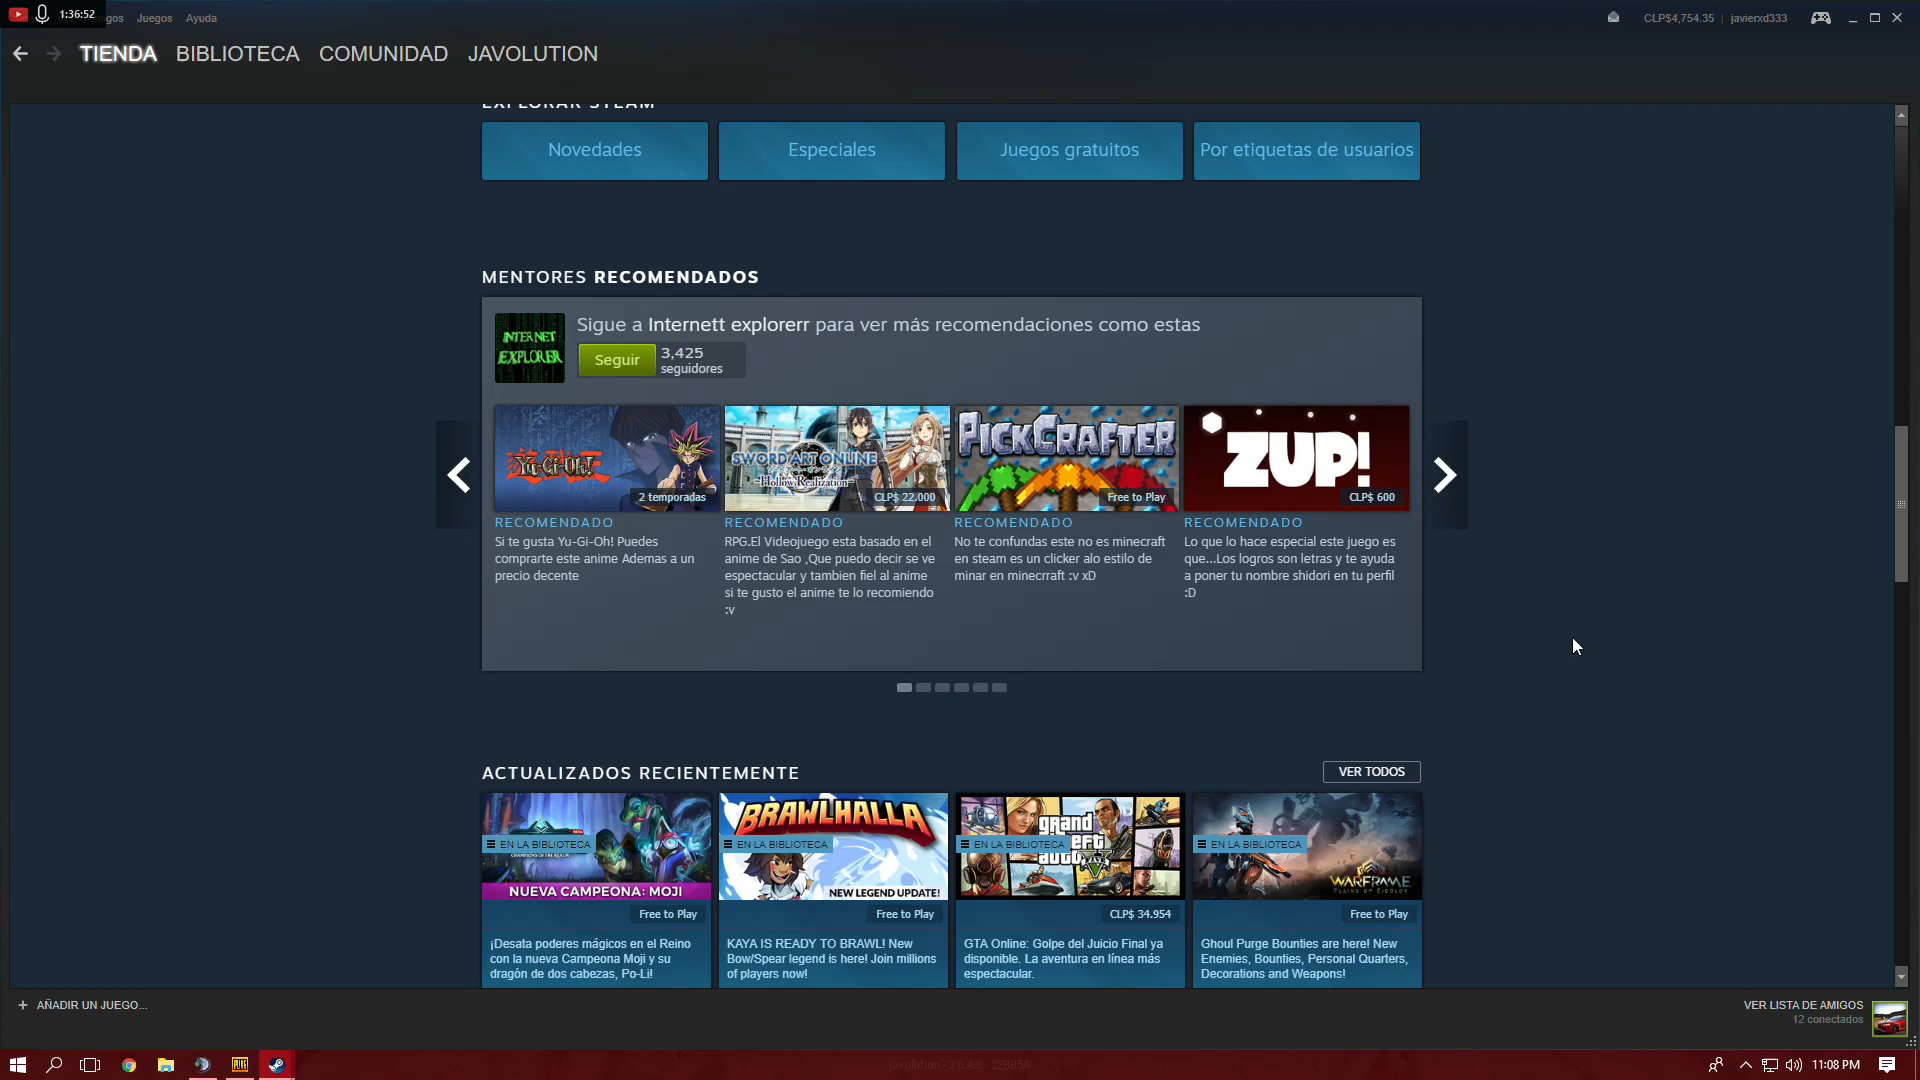 1:36:52
Juegos
Ayuda
CLP$4,754.35 | javierxd333
TIENDA
BIBLIOTECA
COMUNIDAD
JAVOLUTION
EXPLORAR STEAM
Novedades
Especiales
Juegos gratuitos
Por etiquetas de usuarios
MENTORES RECOMENDADOS
INTERNET
EXPLORER
Sigue a Internett explorerr para ver más recomendaciones como estas
Seguir
3,425
seguidores
Yu-Gi-Oh!
2 temporadas
SWORD ART ONLINE
-Hollow Realization-
CLP$ 22.000
PICKCRAFTER
Free to Play
ZUP!
CLP$ 600
RECOMENDADO
Si te gusta Yu-Gi-Oh! Puedes
comprarte este anime Ademas a un
precio decente
RECOMENDADO
RPG.El Videojuego esta basado en el
anime de Sao ,Que puedo decir se ve
espectacular y tambien fiel al anime
si te gusto el anime te lo recomiendo
:v
RECOMENDADO
No te confundas este no es minecraft
en steam es un clicker alo estilo de
minar en minecrraft :v xD
RECOMENDADO
Lo que lo hace especial este juego es
que...Los logros son letras y te ayuda
a poner tu nombre shidori en tu perfil
:D
ACTUALIZADOS RECIENTEMENTE
VER TODOS
EN LA BIBLIOTECA
CHAMPIONS OF THE REALM
NUEVA CAMPEONA: MOJI
Free to Play
¡Desata poderes mágicos en el Reino
con la nueva Campeona Moji y su
dragón de dos cabezas, Po-Li!
BRAWLHALLA
EN LA BIBLIOTECA
NEW LEGEND UPDATE!
Free to Play
KAYA IS READY TO BRAWL! New
Bow/Spear legend is here! Join millions
of players now!
grand
theft
auto V
EN LA BIBLIOTECA
CLP$ 34.954
GTA Online: Golpe del Juicio Final ya
disponible. La aventura en línea más
espectacular.
EN LA BIBLIOTECA
WARFRAME
PLAINS OF EIDOLON
Free to Play
Ghoul Purge Bounties are here! New
Enemies, Bounties, Personal Quarters,
Decorations and Weapons!
+ AÑADIR UN JUEGO...
VER LISTA DE AMIGOS
12 conectados
11:08 PM